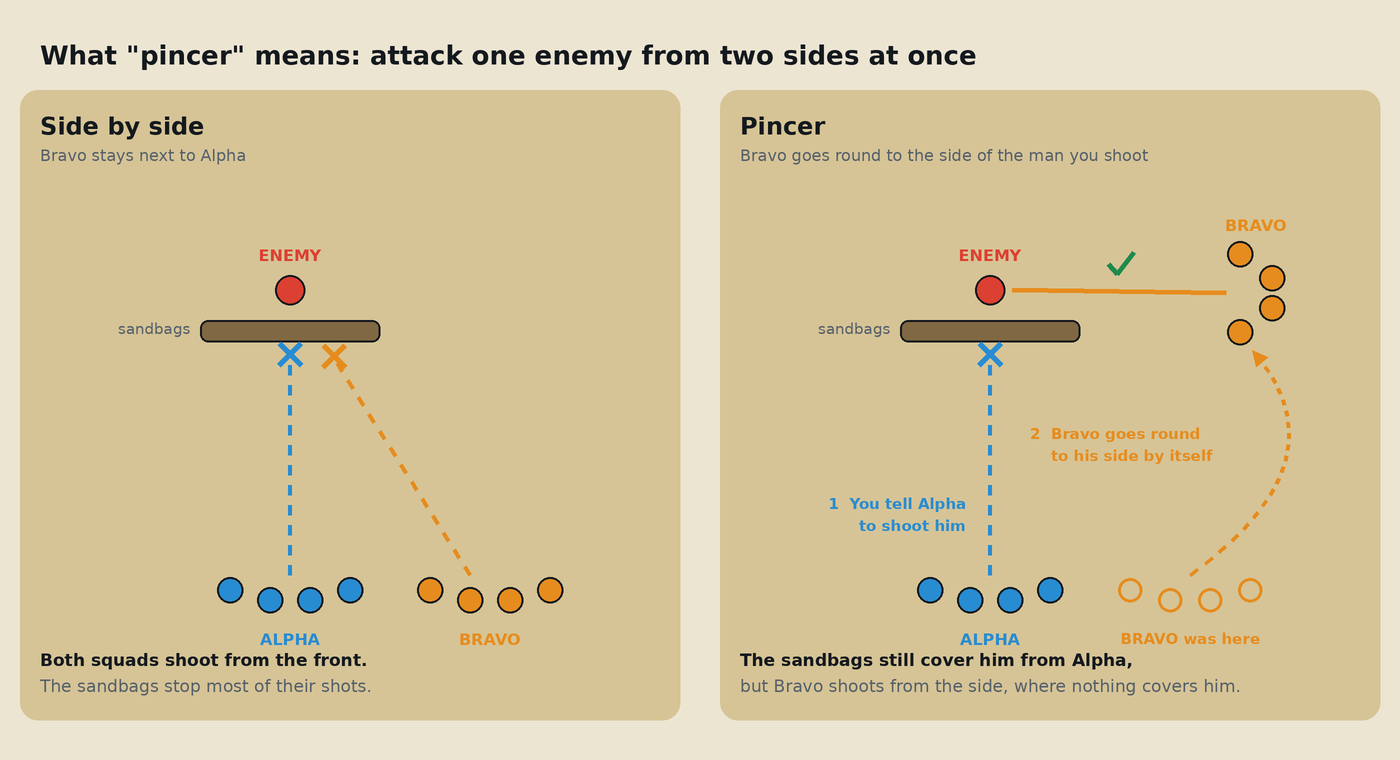 What "pincer" means: attack one enemy from two sides at once
Side by side
Bravo stays next to Alpha
ENEMY
sandbags
ALPHA
BRAVO
Both squads shoot from the front.
The sandbags stop most of their shots.
Pincer
Bravo goes round to the side of the man you shoot
BRAVO
ENEMY
sandbags
2 Bravo goes round
to his side by itself
1 You tell Alpha
to shoot him
ALPHA
BRAVO was here
The sandbags still cover him from Alpha,
but Bravo shoots from the side, where nothing covers him.